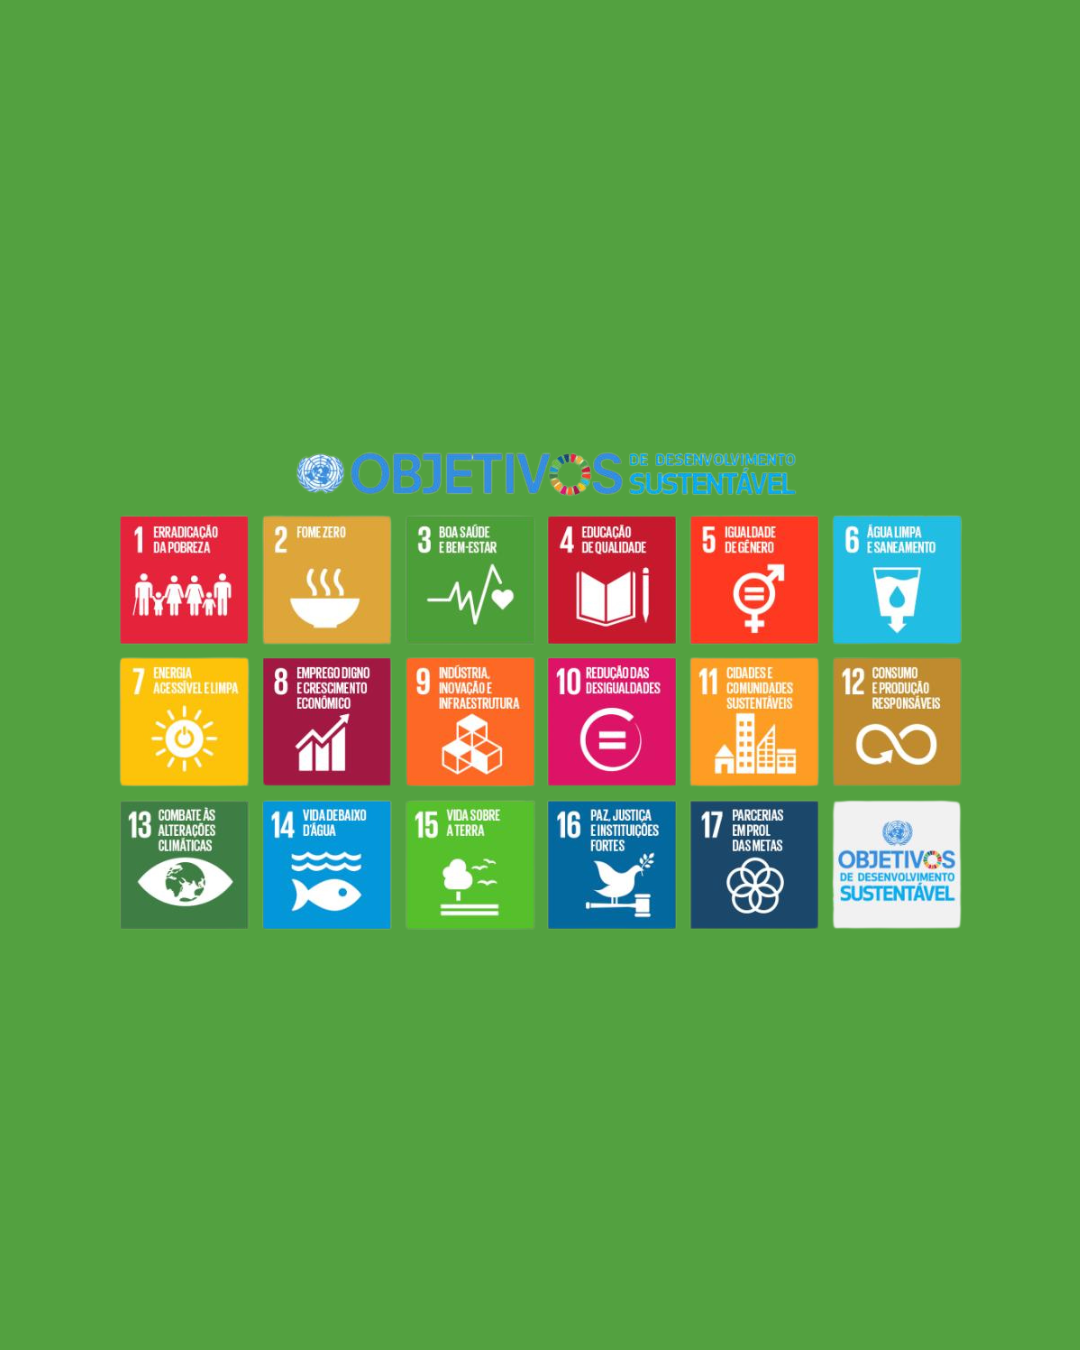 OBJETIVOS DE DESENVOLVIMENTO
SUSTENTÁVEL
1 ERRADICAÇÃO
DA POBREZA
2 FOME ZERO
3 BOA SAÚDE
E BEM-ESTAR
4 EDUCAÇÃO
DE QUALIDADE
5 IGUALDADE
DE GÊNERO
6 ÁGUA LIMPA
E SANEAMENTO
7 ENERGIA
ACESSÍVEL E LIMPA
8 EMPREGO DIGNO
E CRESCIMENTO
ECONÔMICO
9 INDÚSTRIA,
INOVAÇÃO E
INFRAESTRUTURA
10 REDUÇÃO DAS
DESIGUALDADES
11 CIDADES E
COMUNIDADES
SUSTENTÁVEIS
12 CONSUMO
E PRODUÇÃO
RESPONSÁVEIS
13 COMBATE ÀS
ALTERAÇÕES
CLIMÁTICAS
14 VIDA DEBAIXO
D'ÁGUA
15 VIDA SOBRE
A TERRA
16 PAZ, JUSTIÇA
E INSTITUIÇÕES
FORTES
17 PARCERIAS
EM PROL
DAS METAS
OBJETIVOS
DE DESENVOLVIMENTO
SUSTENTÁVEL